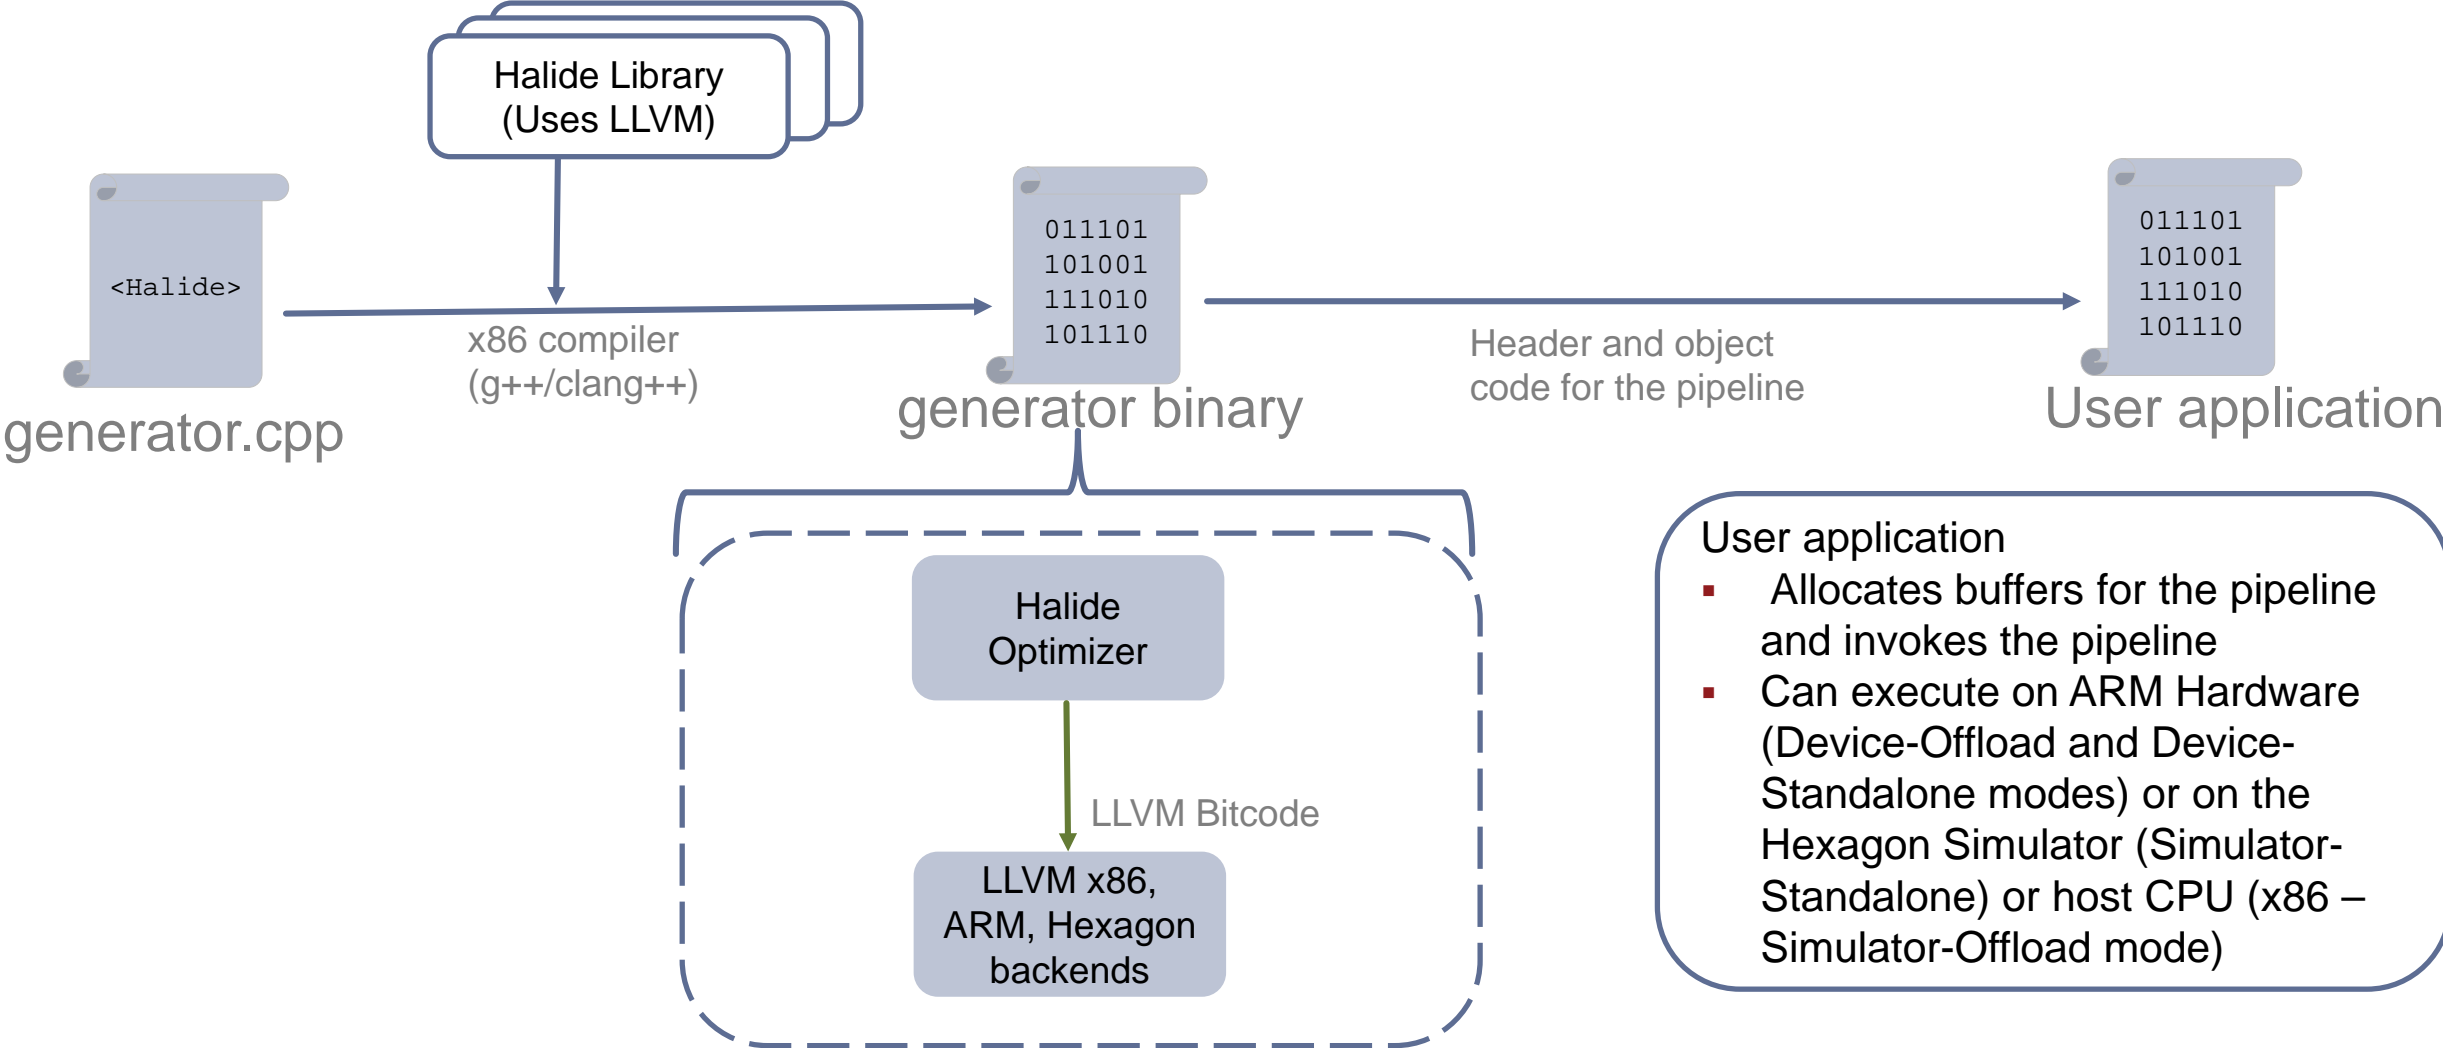 Halide Library
(Uses LLVM)
<Halide>
generator.cpp
x86 compiler
(g++/clang++)
011101
101001
111010
101110
generator binary
Header and object
code for the pipeline
011101
101001
111010
101110
User application
Halide
Optimizer
LLVM Bitcode
LLVM x86,
ARM, Hexagon
backends
User application
▪ Allocates buffers for the pipeline
and invokes the pipeline
▪ Can execute on ARM Hardware
(Device-Offload and Device-
Standalone modes) or on the
Hexagon Simulator (Simulator-
Standalone) or host CPU (x86 –
Simulator-Offload mode)